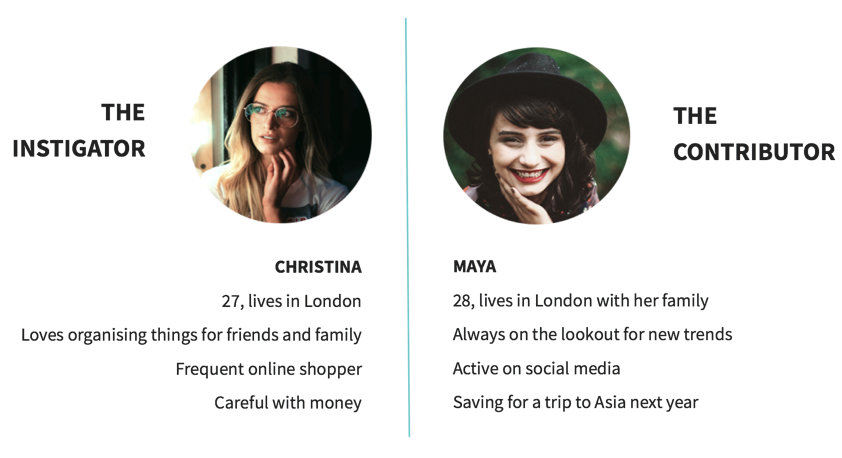 THE
INSTIGATOR
CHRISTINA
27, lives in London
Loves organising things for friends and family
Frequent online shopper
Careful with money
THE
CONTRIBUTOR
MAYA
28, lives in London with her family
Always on the lookout for new trends
Active on social media
Saving for a trip to Asia next year